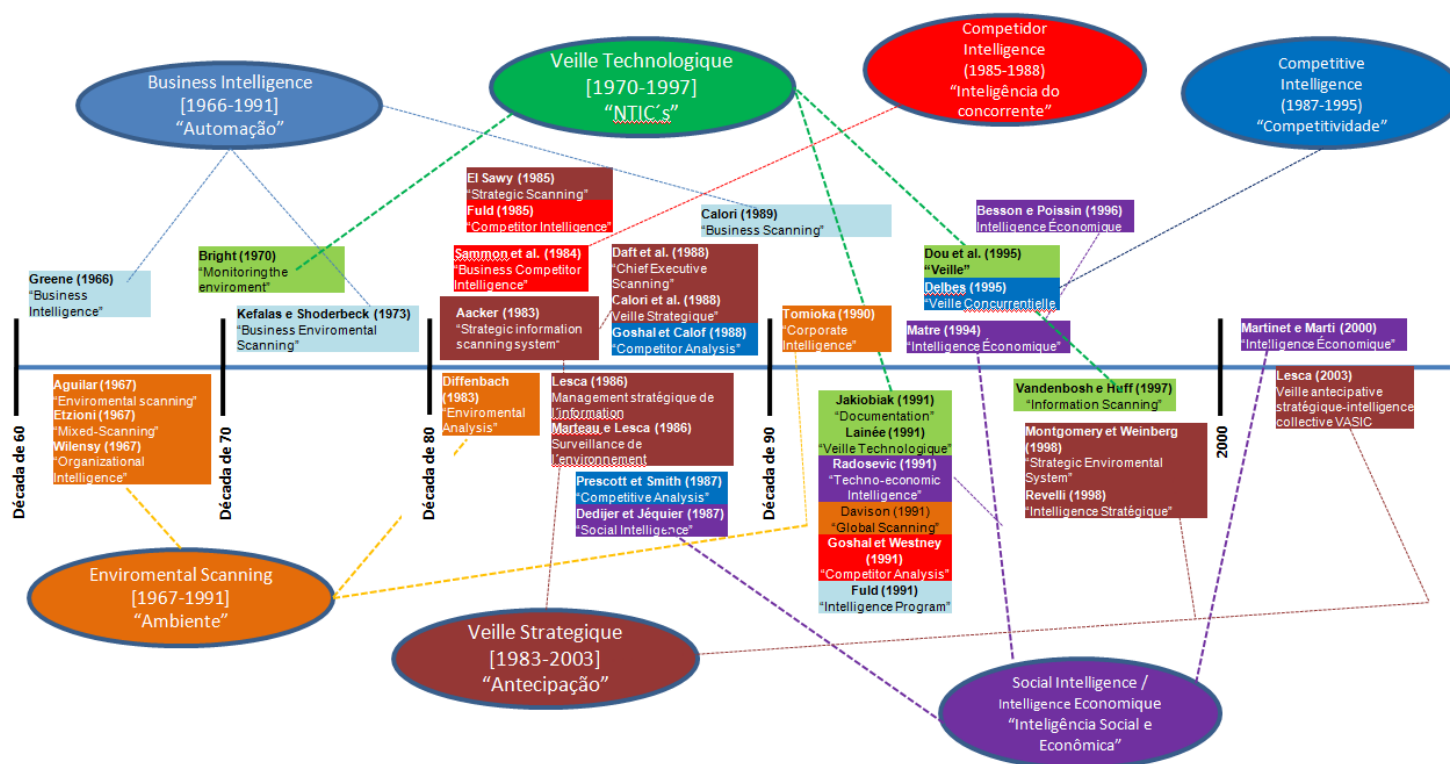 Business Intelligence
[1966-1991]
“Automação”
Veille Technologique
[1970-1997]
“NTIC´s”
Competidor
Intelligence
(1985-1988)
“Inteligência do
concorrente”
Competitive
Intelligence
(1987-1995)
“Competitividade”
El Sawy (1985)
“Strategic Scanning”
Fuld (1985)
“Competitor Intelligence”
Sammon et al. (1984)
“Business Competitor
Intelligence”
Calori (1989)
“Business Scanning”
Besson e Poissin (1996)
Intelligence Économique
Bright (1970)
“Monitoring the
enviroment”
Daft et al. (1988)
“Chief Executive
Scanning”
Calori et al. (1988)
Veille Strategique”
Goshal et Calof (1988)
“Competitor Analysis”
Dou et al. (1995)
“Veille”
Delbes (1995)
“Veille Concurrentielle
Greene (1966)
“Business
Intelligence”
Kefalas e Shoderbeck (1973)
“Business Enviromental
Scanning”
Aacker (1983)
“Strategic information
scanning system”
Tomioka (1990)
“Corporate
Intelligence”
Matre (1994)
“Intelligence Économique”
Martinet e Marti (2000)
“Intelligence Économique”
Década de 60
Década de 70
Década de 80
Década de 90
2000
Aguilar (1967)
“Enviromental scanning”
Etzioni (1967)
“Mixed-Scanning”
Wilensy (1967)
“Organizational
Intelligence”
Diffenbach
(1983)
“Enviromental
Analysis”
Lesca (1986)
Management stratégique de
l´information
Marteau e Lesca (1986)
Surveillance de
l´environnement
Prescott et Smith (1987)
“Competitive Analysis”
Dedijer et Jéquier (1987)
“Social Intelligence”
Jakiobiak (1991)
“Documentation”
Lainée (1991)
“Veille Technologique”
Radosevic (1991)
“Techno-economic
Intelligence”
Davison (1991)
“Global Scanning”
Goshal et Westney
(1991)
“Competitor Analysis”
Fuld (1991)
“Intelligence Program”
Vandenbosh e Huff (1997)
“Information Scanning”
Montgomery et Weinberg
(1998)
“Strategic Enviromental
System”
Revelli (1998)
“Intelligence Stratégique”
Lesca (2003)
Veille antecipative
stratégique-intelligence
collective VASIC
Enviromental Scanning
[1967-1991]
“Ambiente”
Veille Strategique
[1983-2003]
“Antecipação”
Social Intelligence /
Intelligence Economique
“Inteligência Social e
Econômica”